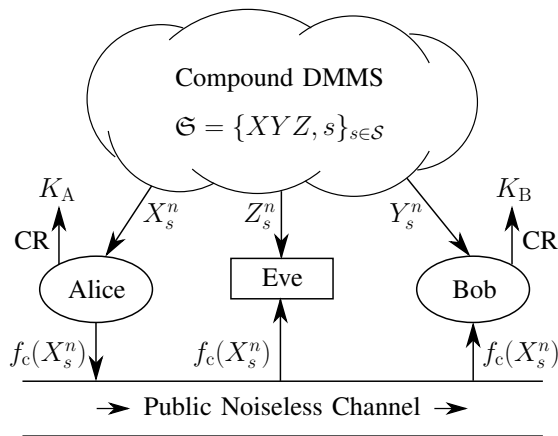 Compound DMMS
𝔖 = {XYZ, s}_{s∈𝒮}
K_A K_B
X_s^n Z_s^n Y_s^n
CR CR
Alice Eve Bob
f_c(X_s^n) f_c(X_s^n) f_c(X_s^n)
Public Noiseless Channel